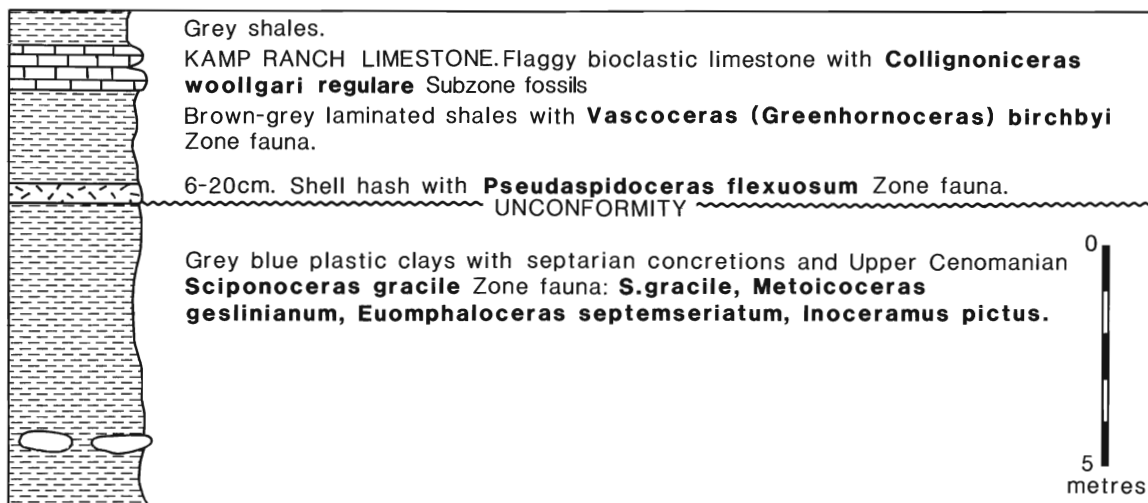 Grey shales.
KAMP RANCH LIMESTONE. Flaggy bioclastic limestone with Collignoniceras
woollgari regulare Subzone fossils
Brown-grey laminated shales with Vascoceras (Greenhornoceras) birchbyi
Zone fauna.
6-20cm. Shell hash with Pseudaspidoceras flexuosum Zone fauna.
UNCONFORMITY
Grey blue plastic clays with septarian concretions and Upper Cenomanian
Sciponoceras gracile Zone fauna: S.gracile, Metoicoceras
geslinianum, Euomphaloceras septemseriatum, Inoceramus pictus.
0
5
metres